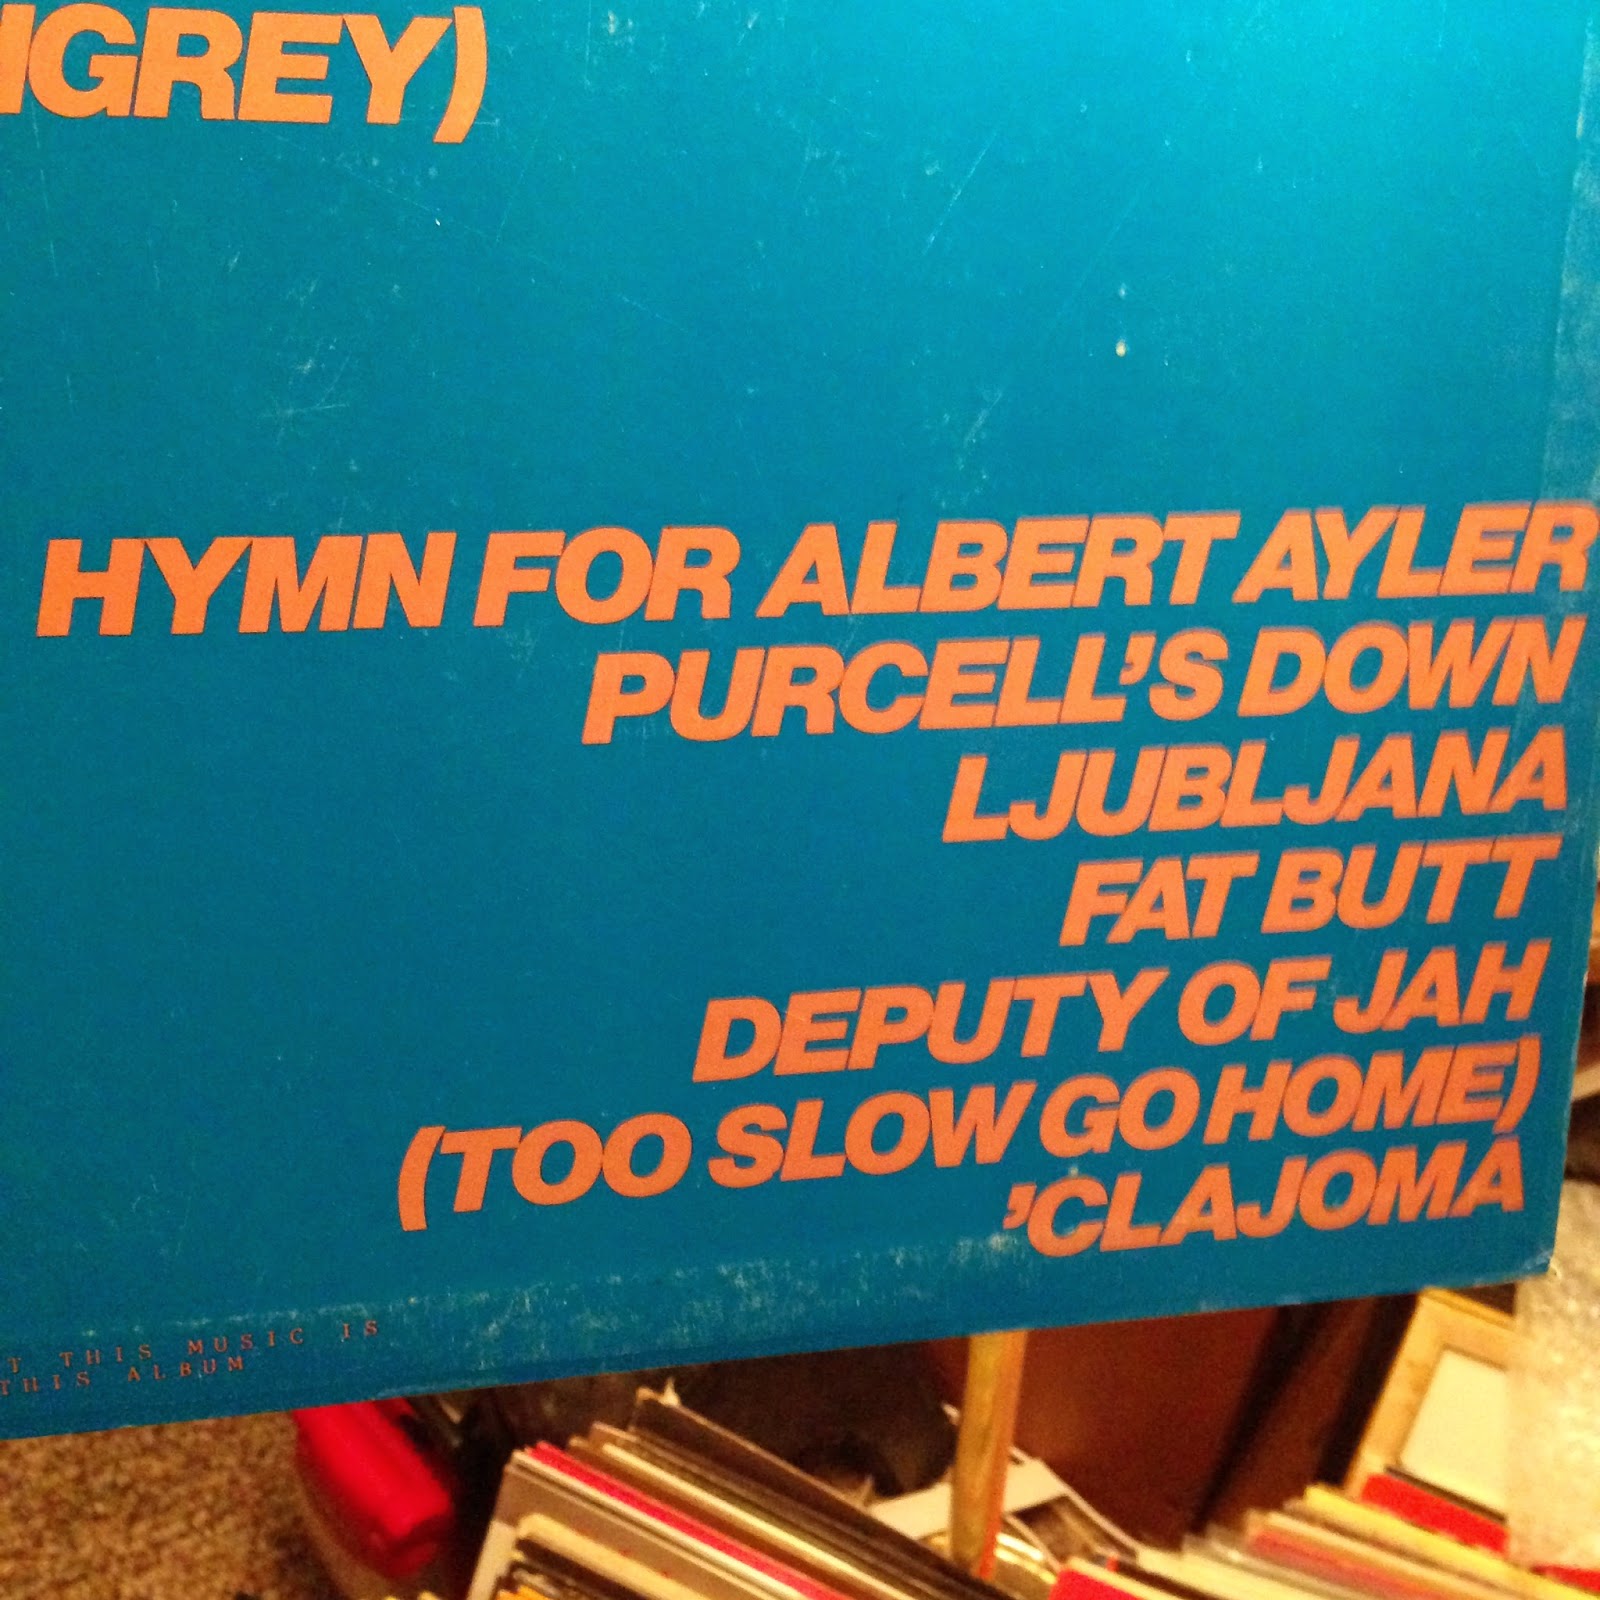 GREY)
HYMN FOR ALBERT AYLER
PURCELL'S DOWN
LJUBLJANA
FAT BUTT
DEPUTY OF JAH
(TOO SLOW GO HOME)
'CLAJOMA
T THIS MUSIC IS
THIS ALBUM